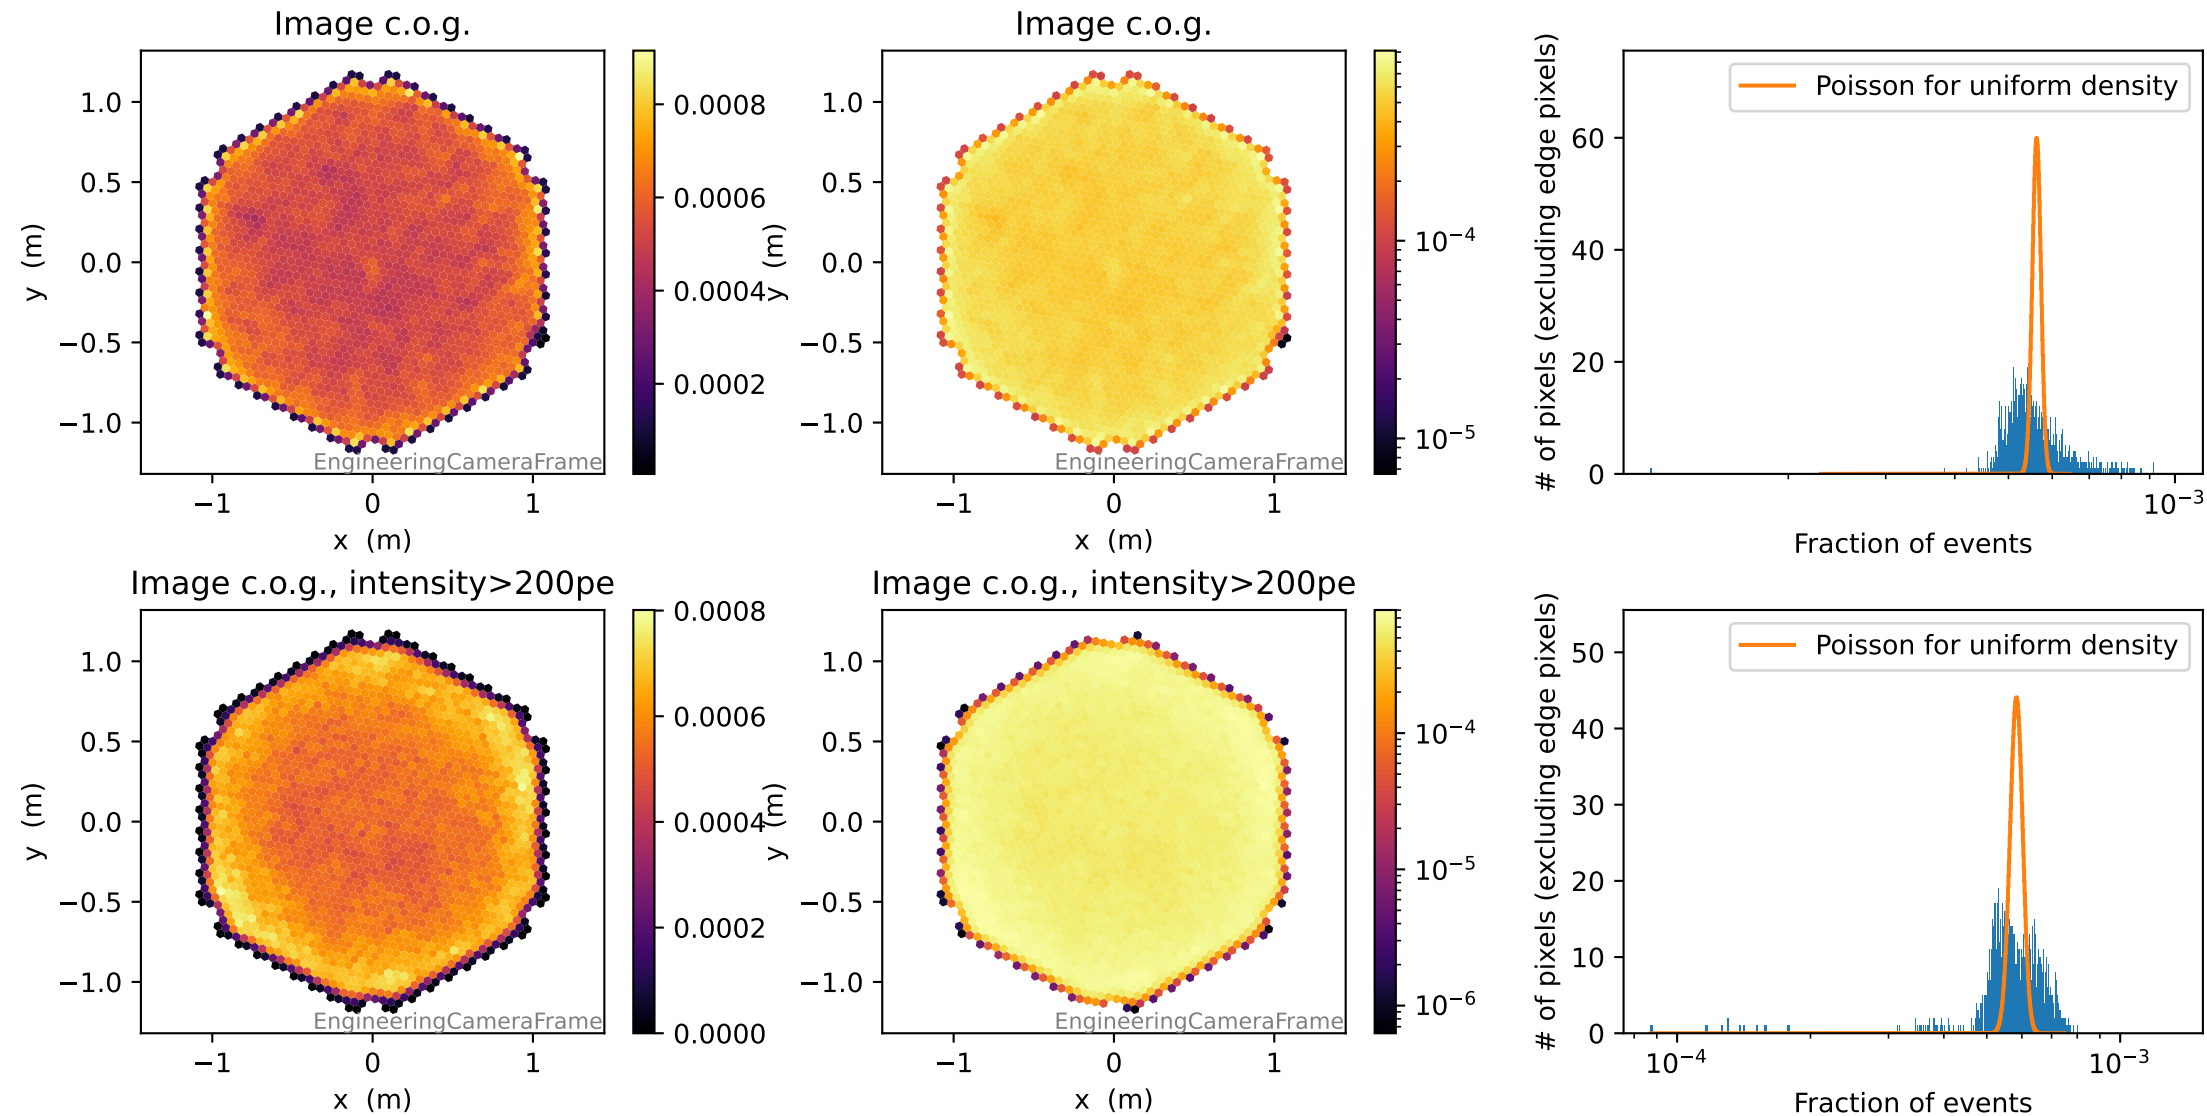 Image c.o.g.
1.0
0.5
0.0
−0.5
−1.0
y (m)
−1
0
1
x (m)
EngineeringCameraFrame
0.0008
0.0006
0.0004
0.0002
Image c.o.g.
1.0
0.5
0.0
−0.5
−1.0
y (m)
−1
0
1
x (m)
EngineeringCameraFrame
10⁻⁴
10⁻⁵
# of pixels (excluding edge pixels)
60
40
20
0
Poisson for uniform density
10⁻³
Fraction of events
Image c.o.g., intensity>200pe
1.0
0.5
0.0
−0.5
−1.0
y (m)
−1
0
1
x (m)
EngineeringCameraFrame
0.0008
0.0006
0.0004
0.0002
0.0000
Image c.o.g., intensity>200pe
1.0
0.5
0.0
−0.5
−1.0
y (m)
−1
0
1
x (m)
EngineeringCameraFrame
10⁻⁴
10⁻⁵
10⁻⁶
# of pixels (excluding edge pixels)
50
40
30
20
10
0
Poisson for uniform density
10⁻⁴
10⁻³
Fraction of events